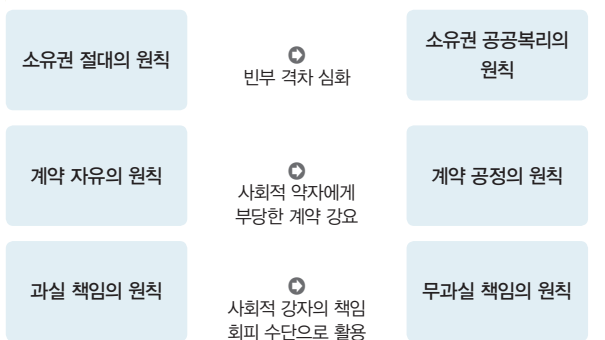 소유권 절대의 원칙
빈부 격차 심화
소유권 공공복리의
원칙
계약 자유의 원칙
사회적 약자에게
부당한 계약 강요
계약 공정의 원칙
과실 책임의 원칙
사회적 강자의 책임
회피 수단으로 활용
무과실 책임의 원칙